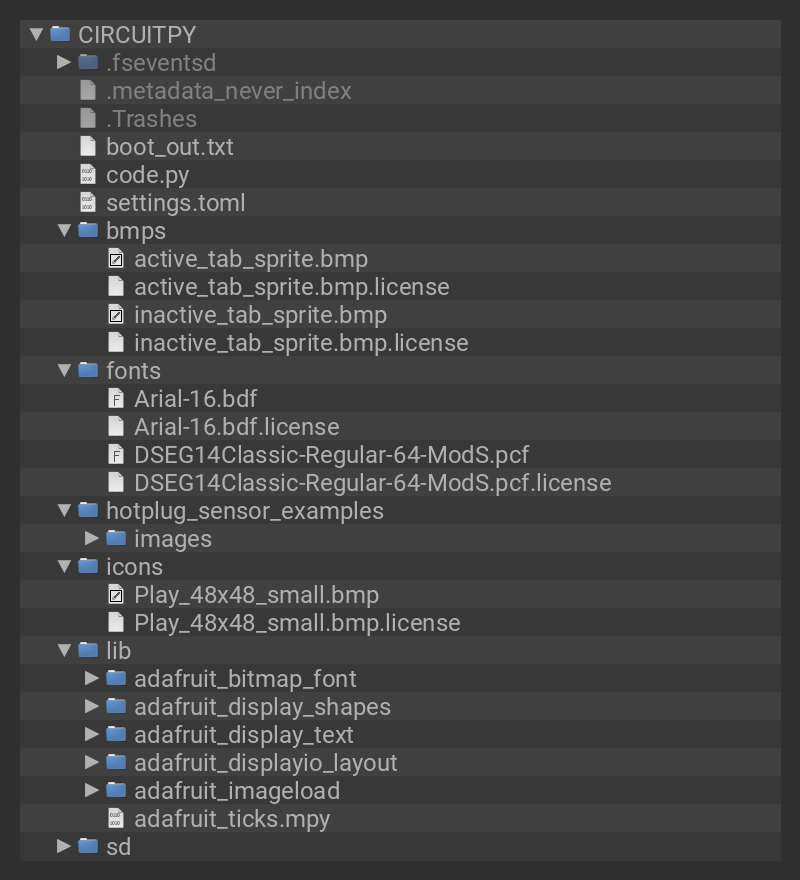 CIRCUITPY
.fseventsd
.metadata_never_index
.Trashes
boot_out.txt
code.py
settings.toml
bmps
active_tab_sprite.bmp
active_tab_sprite.bmp.license
inactive_tab_sprite.bmp
inactive_tab_sprite.bmp.license
fonts
Arial-16.bdf
Arial-16.bdf.license
DSEG14Classic-Regular-64-ModS.pcf
DSEG14Classic-Regular-64-ModS.pcf.license
hotplug_sensor_examples
images
icons
Play_48x48_small.bmp
Play_48x48_small.bmp.license
lib
adafruit_bitmap_font
adafruit_display_shapes
adafruit_display_text
adafruit_displayio_layout
adafruit_imageload
adafruit_ticks.mpy
sd